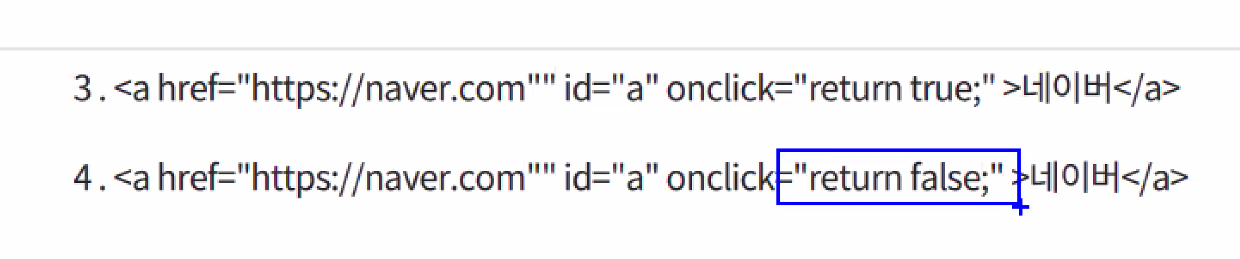 3. <a href="https://naver.com"" id="a" onclick="return true;" >네이버</a>
4. <a href="https://naver.com"" id="a" onclick="return false;" >네이버</a>